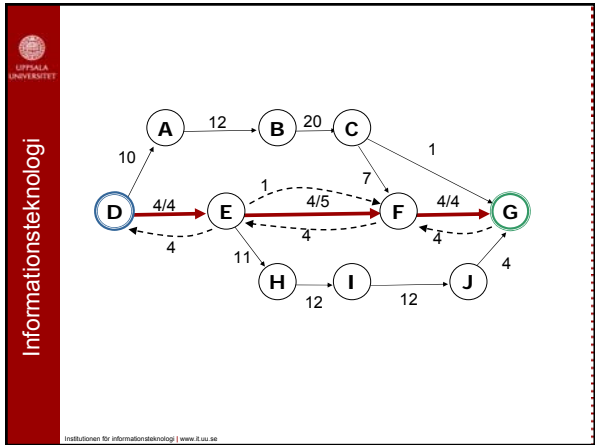 UPPSALA
UNIVERSITET
Informationsteknologi
A 12 B 20 C
10 1
7
D 4/4 E 1 4/5 F 4/4 G
4 4 4
11 4
H 12 I 12 J
Institutionen för informationsteknologi | www.it.uu.se